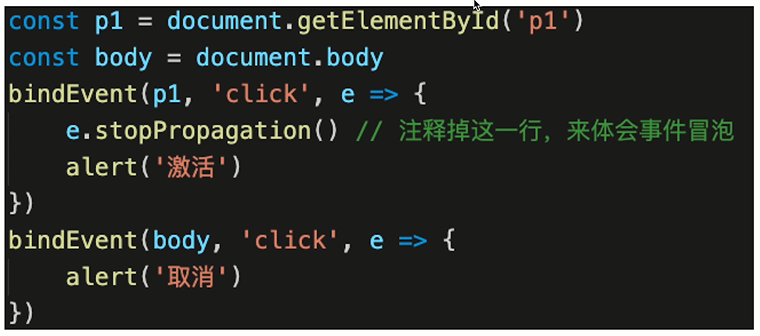 const p1 = document.getElementById('p1')
const body = document.body
bindEvent(p1, 'click', e => {
    e.stopPropagation() // 注释掉这一行，来体会事件冒泡
    alert('激活')
})
bindEvent(body, 'click', e => {
    alert('取消')
})